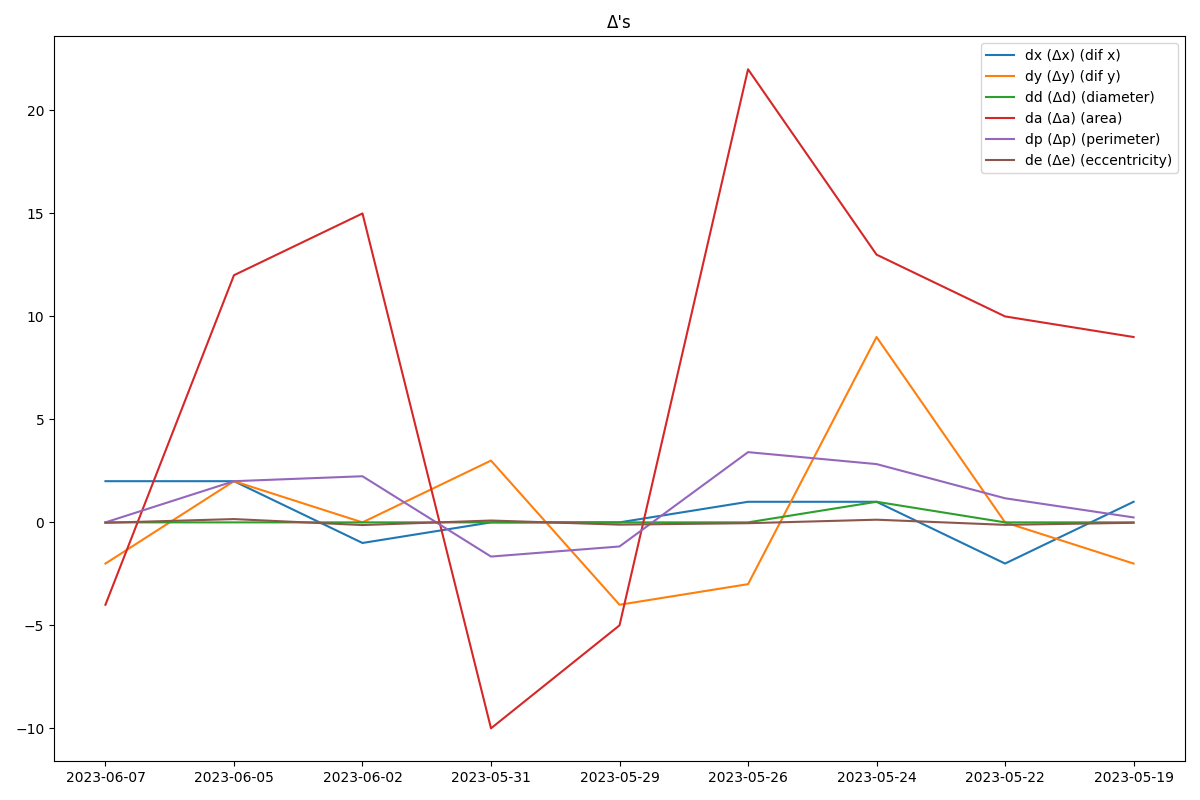 Δ's
dx (Δx) (dif x)
dy (Δy) (dif y)
dd (Δd) (diameter)
da (Δa) (area)
dp (Δp) (perimeter)
de (Δe) (eccentricity)
20
15
10
5
0
−5
−10
2023-06-07 2023-06-05 2023-06-02 2023-05-31 2023-05-29 2023-05-26 2023-05-24 2023-05-22 2023-05-19